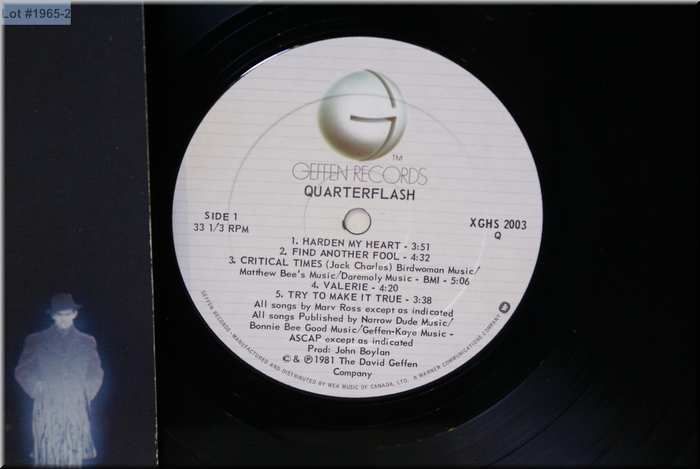 Lot #1965-2
G
TM
GEFFEN RECORDS
QUARTERFLASH
SIDE 1
33 1/3 RPM
XGHS 2003
Q
1. HARDEN MY HEART - 3:51
2. FIND ANOTHER FOOL - 4:32
3. CRITICAL TIMES (Jack Charles) Birdwoman Music/
Matthew Bee's Music/Daremoly Music - BMI - 5:06
4. VALERIE - 4:20
5. TRY TO MAKE IT TRUE - 3:38
All songs by Marv Ross except as indicated
All songs Published by Narrow Dude Music/
Bonnie Bee Good Music/Geffen-Kaye Music -
ASCAP except as indicated
Prod: John Boylan
© & ℗ 1981 The David Geffen
Company
GEFFEN RECORDS • MANUFACTURED AND DISTRIBUTED BY WEA MUSIC OF CANADA, LTD. A WARNER COMMUNICATIONS COMPANY